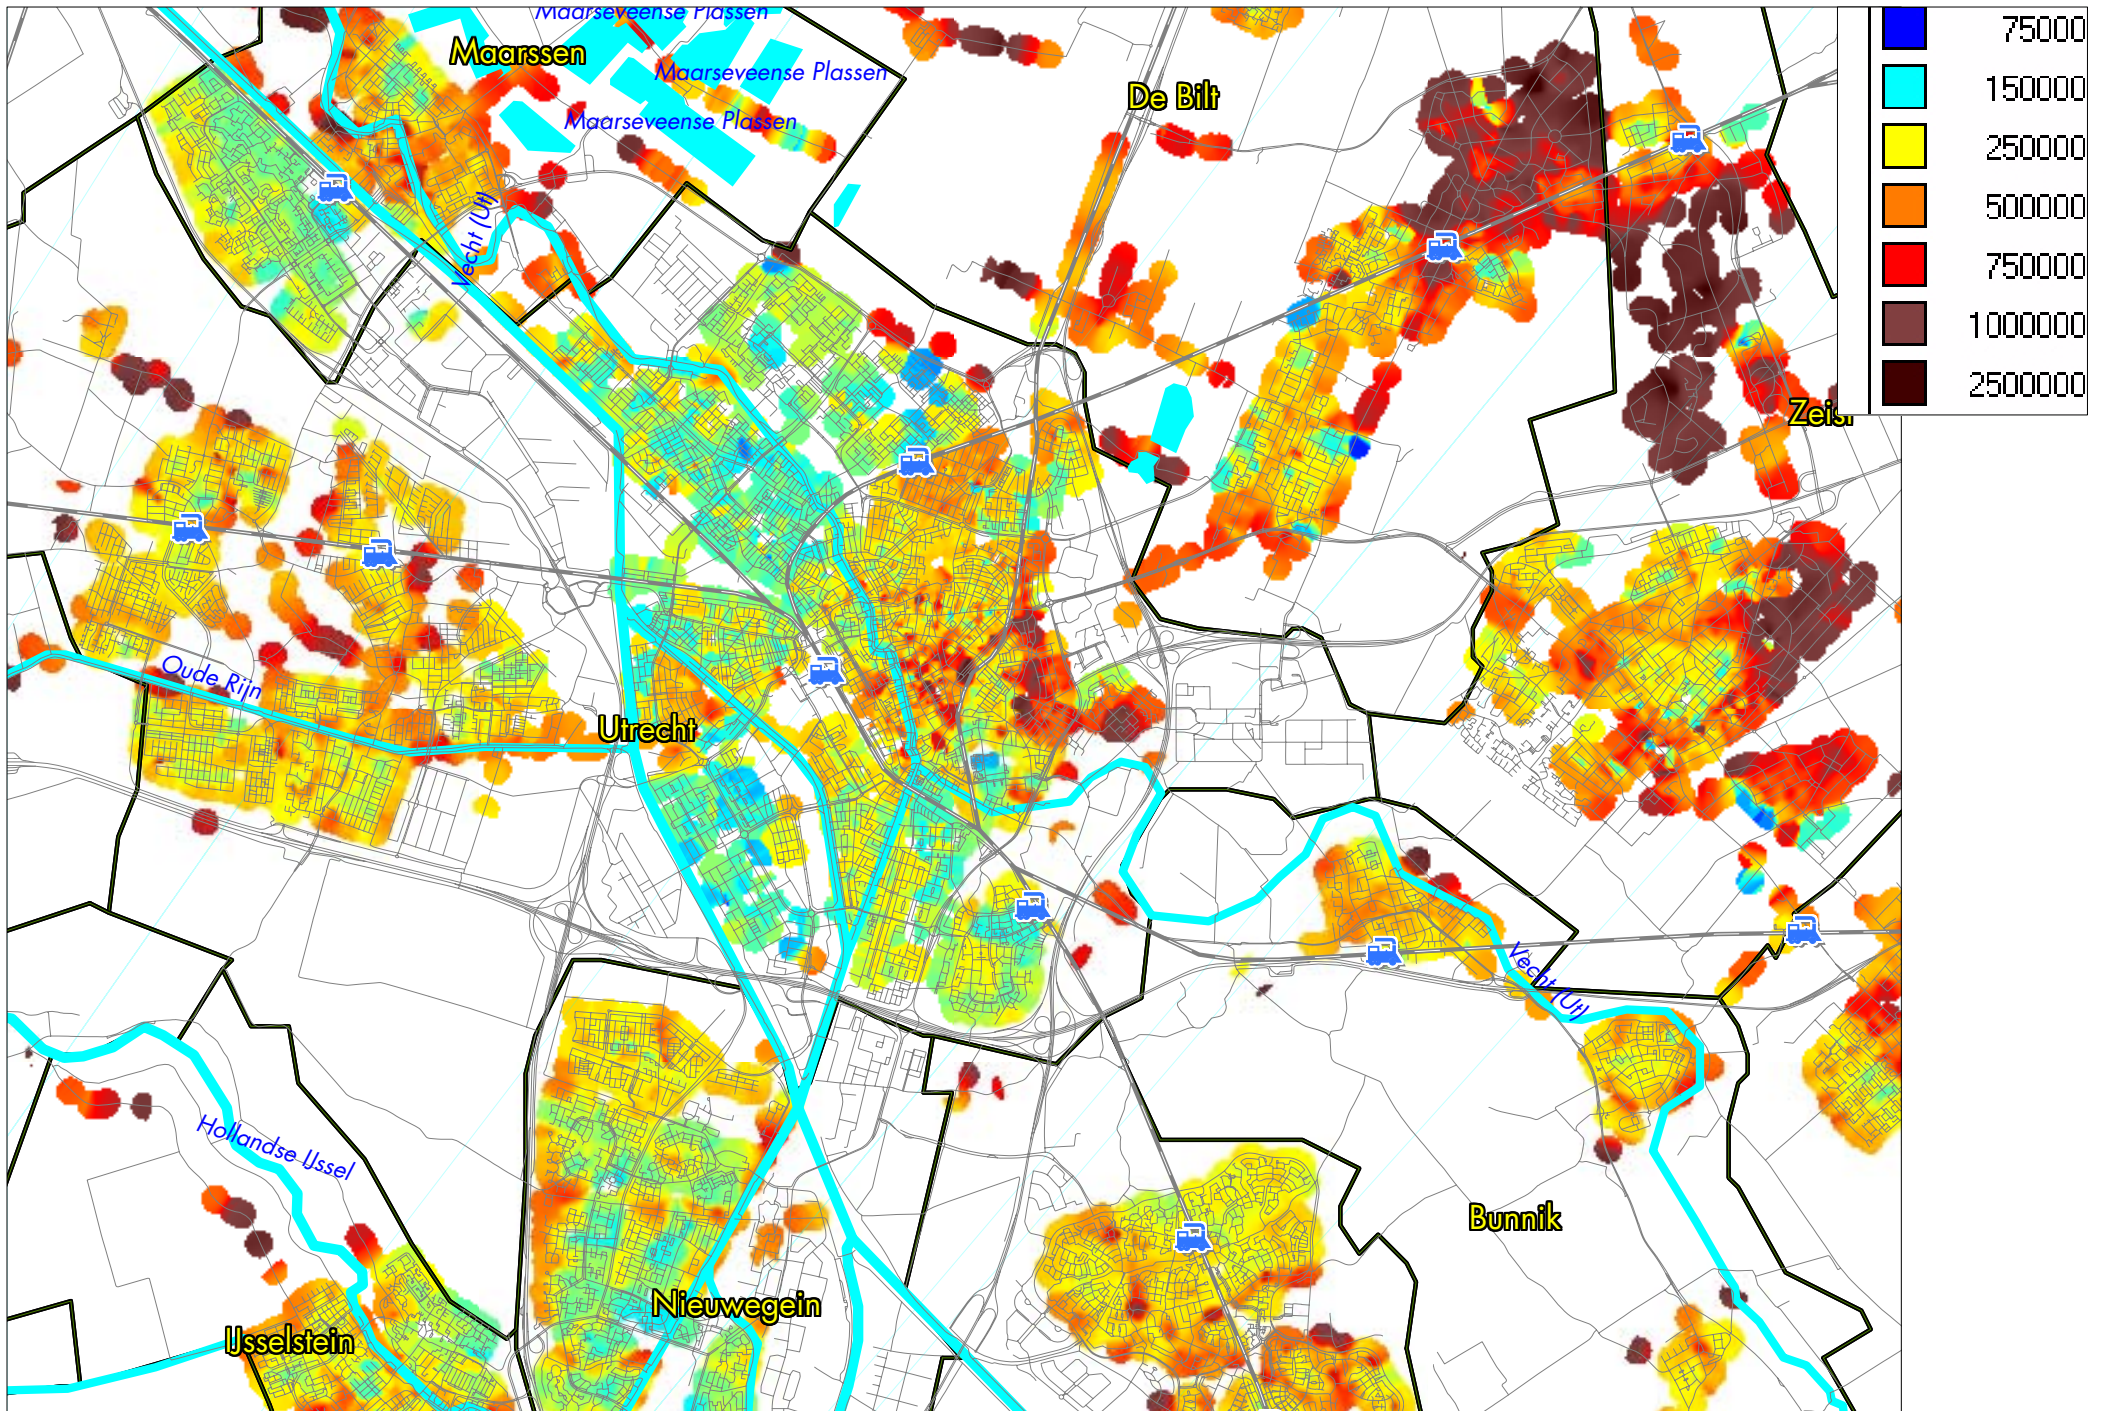 Maarseveense Plassen
Maarssen
Maarseveense Plassen
De Bilt
Maarseveense Plassen
Vecht (Ut)
75000
150000
250000
500000
750000
1000000
2500000
Zeist
Oude Rijn
Utrecht
Vecht (Ut)
Hollandse IJssel
Bunnik
Nieuwegein
IJsselstein